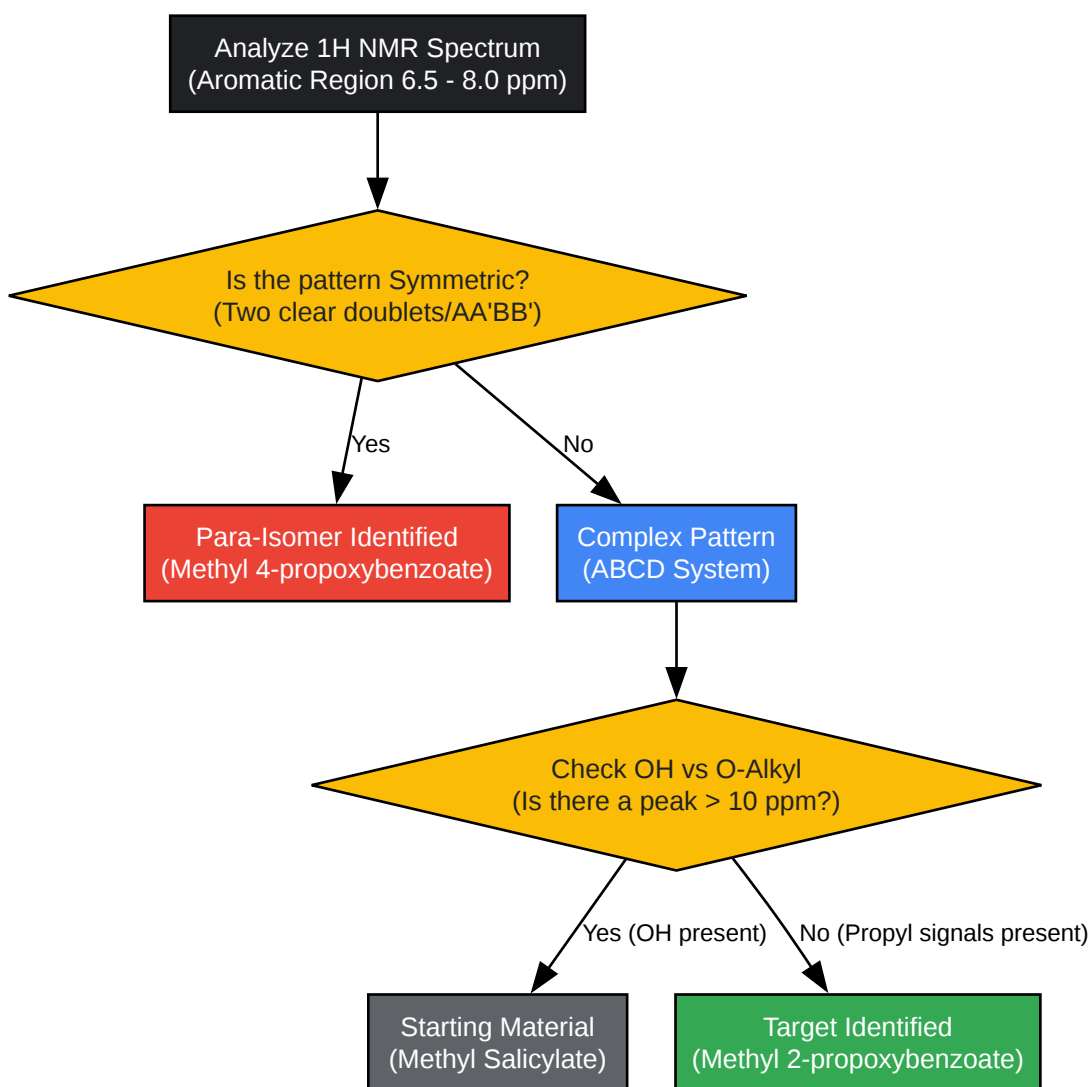 Analyze 1H NMR Spectrum
(Aromatic Region 6.5 - 8.0 ppm)
Is the pattern Symmetric?
(Two clear doublets/AA'BB')
Yes
No
Para-Isomer Identified
(Methyl 4-propoxybenzoate)
Complex Pattern
(ABCD System)
Check OH vs O-Alkyl
(Is there a peak > 10 ppm?)
Yes (OH present)
No (Propyl signals present)
Starting Material
(Methyl Salicylate)
Target Identified
(Methyl 2-propoxybenzoate)